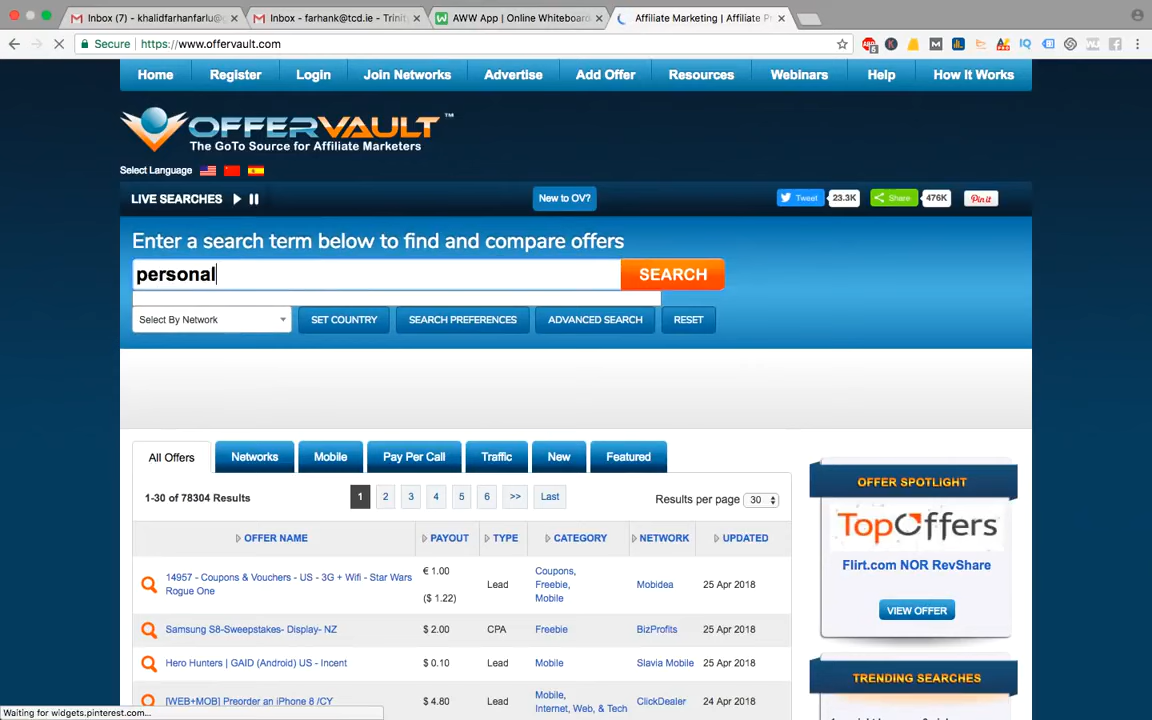 Inbox (7) - khalidfarhanfarlu@
Inbox - farhank@tcd.ie - Trinit
AWW App | Online Whiteboard
Affiliate Marketing | Affiliate P
Secure
https://www.offervault.com
Home
Register
Login
Join Networks
Advertise
Add Offer
Resources
Webinars
Help
How It Works
OFFERVAULT™
The GoTo Source for Affiliate Marketers
Select Language
LIVE SEARCHES
New to OV?
Tweet
23.3K
Share
476K
Pin it
Enter a search term below to find and compare offers
personal
SEARCH
Select By Network
SET COUNTRY
SEARCH PREFERENCES
ADVANCED SEARCH
RESET
All Offers
Networks
Mobile
Pay Per Call
Traffic
New
Featured
1-30 of 78304 Results
1
2
3
4
5
6
>>
Last
Results per page
30
OFFER NAME
PAYOUT
TYPE
CATEGORY
NETWORK
UPDATED
14957 - Coupons & Vouchers - US - 3G + Wifi - Star Wars
Rogue One
€ 1.00
($ 1.22)
Lead
Coupons,
Freebie,
Mobile
Mobidea
25 Apr 2018
Samsung S8-Sweepstakes- Display- NZ
$ 2.00
CPA
Freebie
BizProfits
25 Apr 2018
Hero Hunters | GAID (Android) US - Incent
$ 0.10
Lead
Mobile
Slavia Mobile
25 Apr 2018
[WEB+MOB] Preorder an iPhone 8 /CY
$ 4.80
Lead
Mobile,
Internet, Web, & Tech
ClickDealer
24 Apr 2018
OFFER SPOTLIGHT
TopOffers
Flirt.com NOR RevShare
VIEW OFFER
TRENDING SEARCHES
Waiting for widgets.pinterest.com...